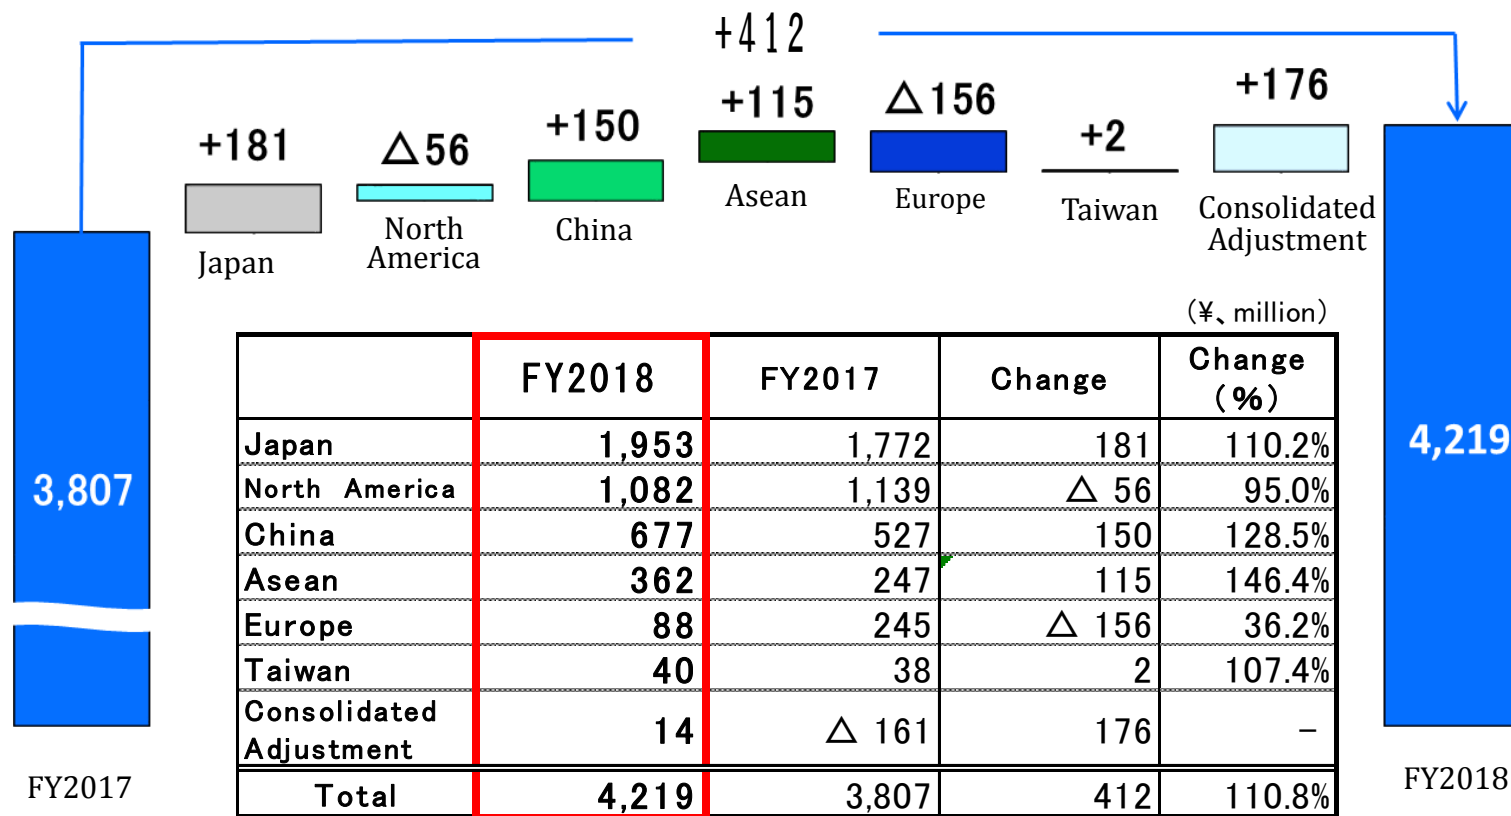 +412
+181
△56
+150
+115
△156
+2
+176
Japan
North
America
China
Asean
Europe
Taiwan
Consolidated
Adjustment
3,807
FY2017
4,219
FY2018
(¥、million)
FY2018 FY2017 Change Change
(%)
Japan 1,953 1,772 181 110.2%
North America 1,082 1,139 △ 56 95.0%
China 677 527 150 128.5%
Asean 362 247 115 146.4%
Europe 88 245 △ 156 36.2%
Taiwan 40 38 2 107.4%
Consolidated
Adjustment 14 △ 161 176 −
Total 4,219 3,807 412 110.8%